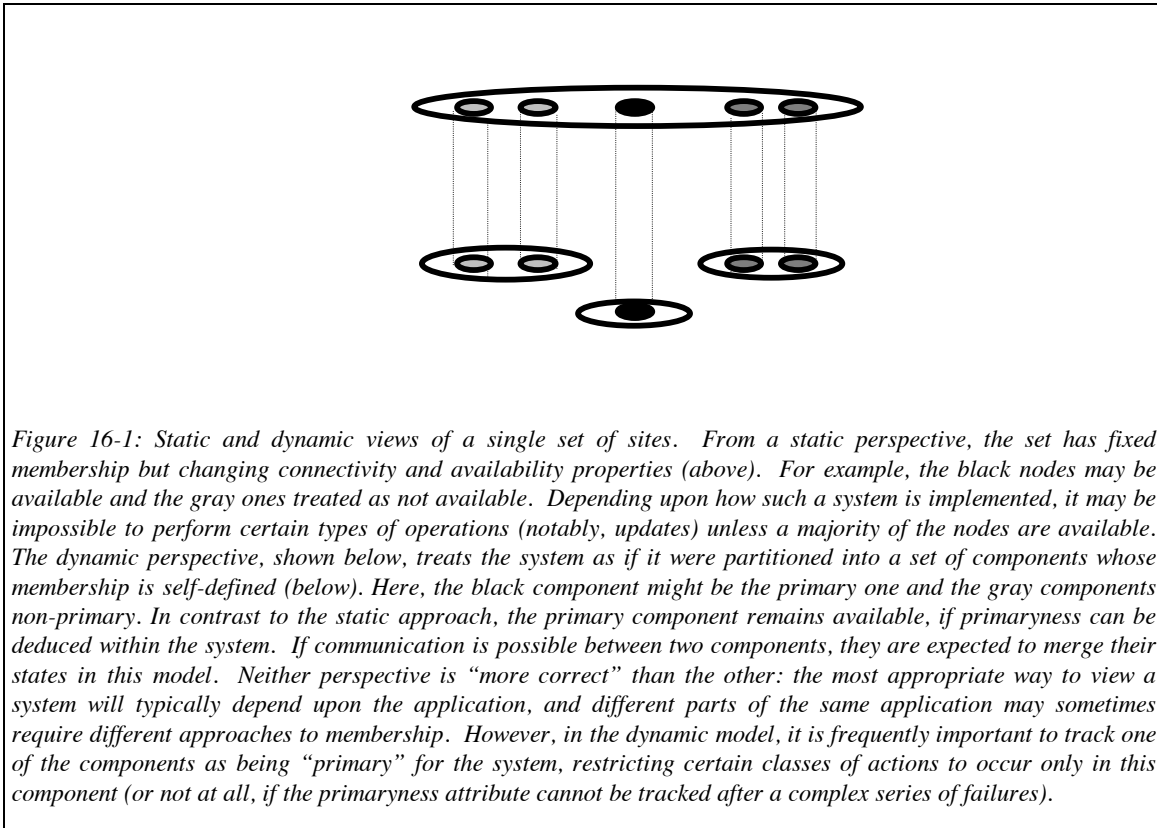 Figure 16-1: Static and dynamic views of a single set of sites. From a static perspective, the set has fixed
membership but changing connectivity and availability properties (above). For example, the black nodes may be
available and the gray ones treated as not available. Depending upon how such a system is implemented, it may be
impossible to perform certain types of operations (notably, updates) unless a majority of the nodes are available.
The dynamic perspective, shown below, treats the system as if it were partitioned into a set of components whose
membership is self-defined (below). Here, the black component might be the primary one and the gray components
non-primary. In contrast to the static approach, the primary component remains available, if primaryness can be
deduced within the system. If communication is possible between two components, they are expected to merge their
states in this model. Neither perspective is “more correct” than the other: the most appropriate way to view a
system will typically depend upon the application, and different parts of the same application may sometimes
require different approaches to membership. However, in the dynamic model, it is frequently important to track one
of the components as being “primary” for the system, restricting certain classes of actions to occur only in this
component (or not at all, if the primaryness attribute cannot be tracked after a complex series of failures).